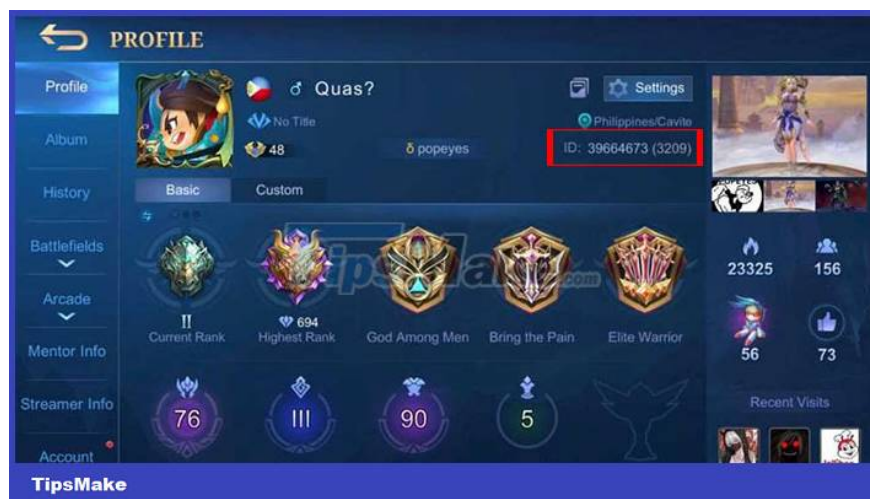 PROFILE
Profile
Album
History
Battlefields
Arcade
Mentor Info
Streamer Info
Account
Quas?
No Title
48
δ popeyes
Settings
Philippines/Cavite
ID: 39664673 (3209)
Basic
Custom
II
Current Rank
694
Highest Rank
God Among Men
Bring the Pain
Elite Warrior
TipsMake.com
76
III
90
5
23325
156
56
73
Recent Visits
TipsMake